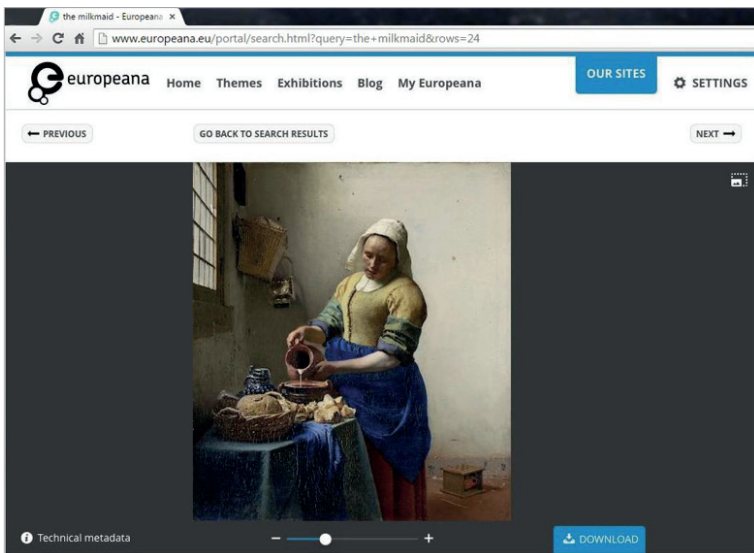 the milkmaid - Europeana
www.europeana.eu/portal/search.html?query=the+milkmaid&rows=24
europeana Home Themes Exhibitions Blog My Europeana OUR SITES SETTINGS
PREVIOUS GO BACK TO SEARCH RESULTS NEXT
Technical metadata − + DOWNLOAD